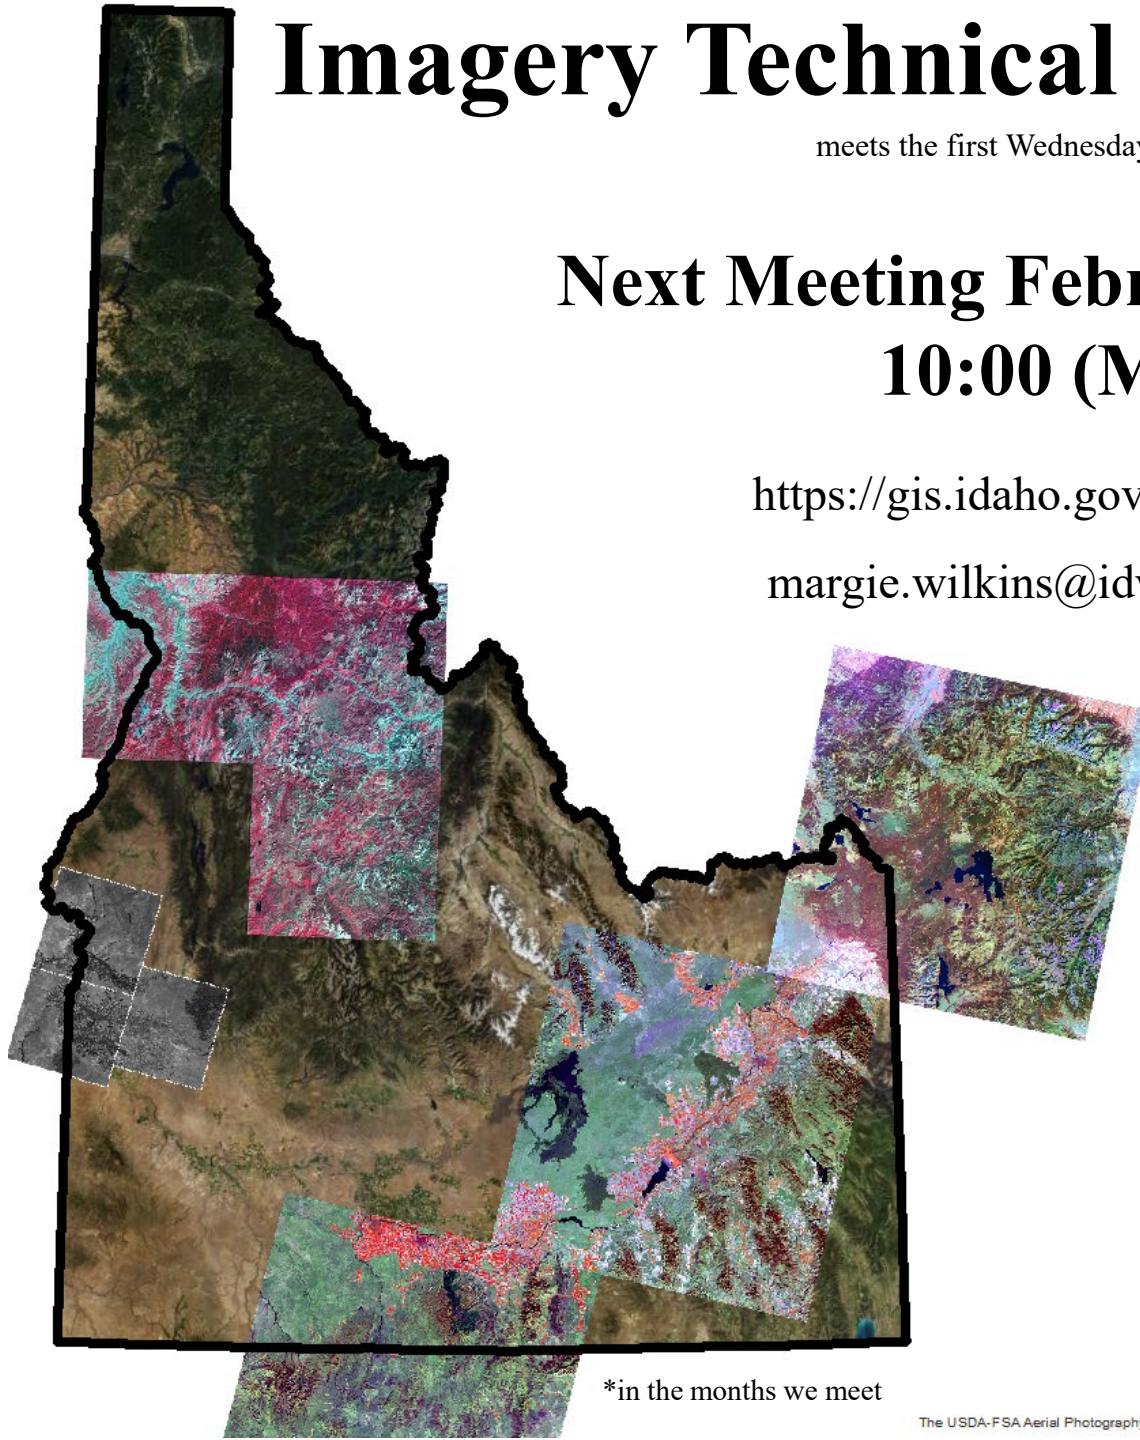 Imagery Technical
meets the first Wednesday
Next Meeting Febr
10:00 (M
https://gis.idaho.gov
margie.wilkins@idw
*in the months we meet
The USDA-FSA Aerial Photography